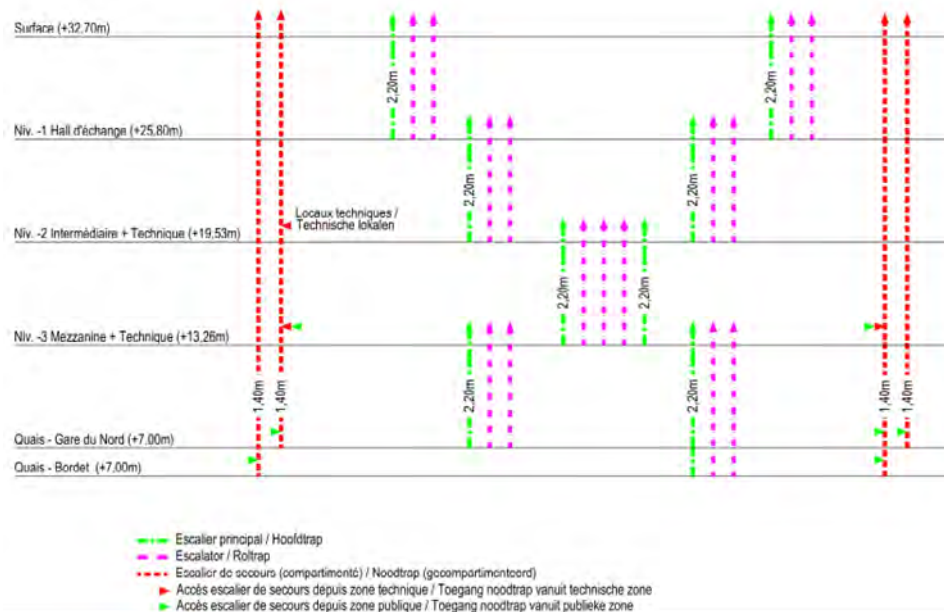 Surface (+32,70m)
2,20m
2,20m
Niv. -1 Hall d'échange (+25,80m)
2,20m
2,20m
Locaux techniques /
Technische lokalen
Niv. -2 Intermédiaire + Technique (+19,53m)
2,20m
2,20m
Niv. -3 Mezzanine + Technique (+13,26m)
1,40m
1,40m
2,20m
2,20m
1,40m
1,40m
Quais - Gare du Nord (+7.00m)
Quais - Bordet (+7,00m)
Escalier principal / Hoofdtrap
Escalator / Roltrap
Escalier de secours (compartimenté) / Noodtrap (gecompartimenteerd)
Accès escalier de secours depuis zone technique / Toegang noodtrap vanuit technische zone
Accès escalier de secours depuis zone publique / Toegang noodtrap vanuit publieke zone